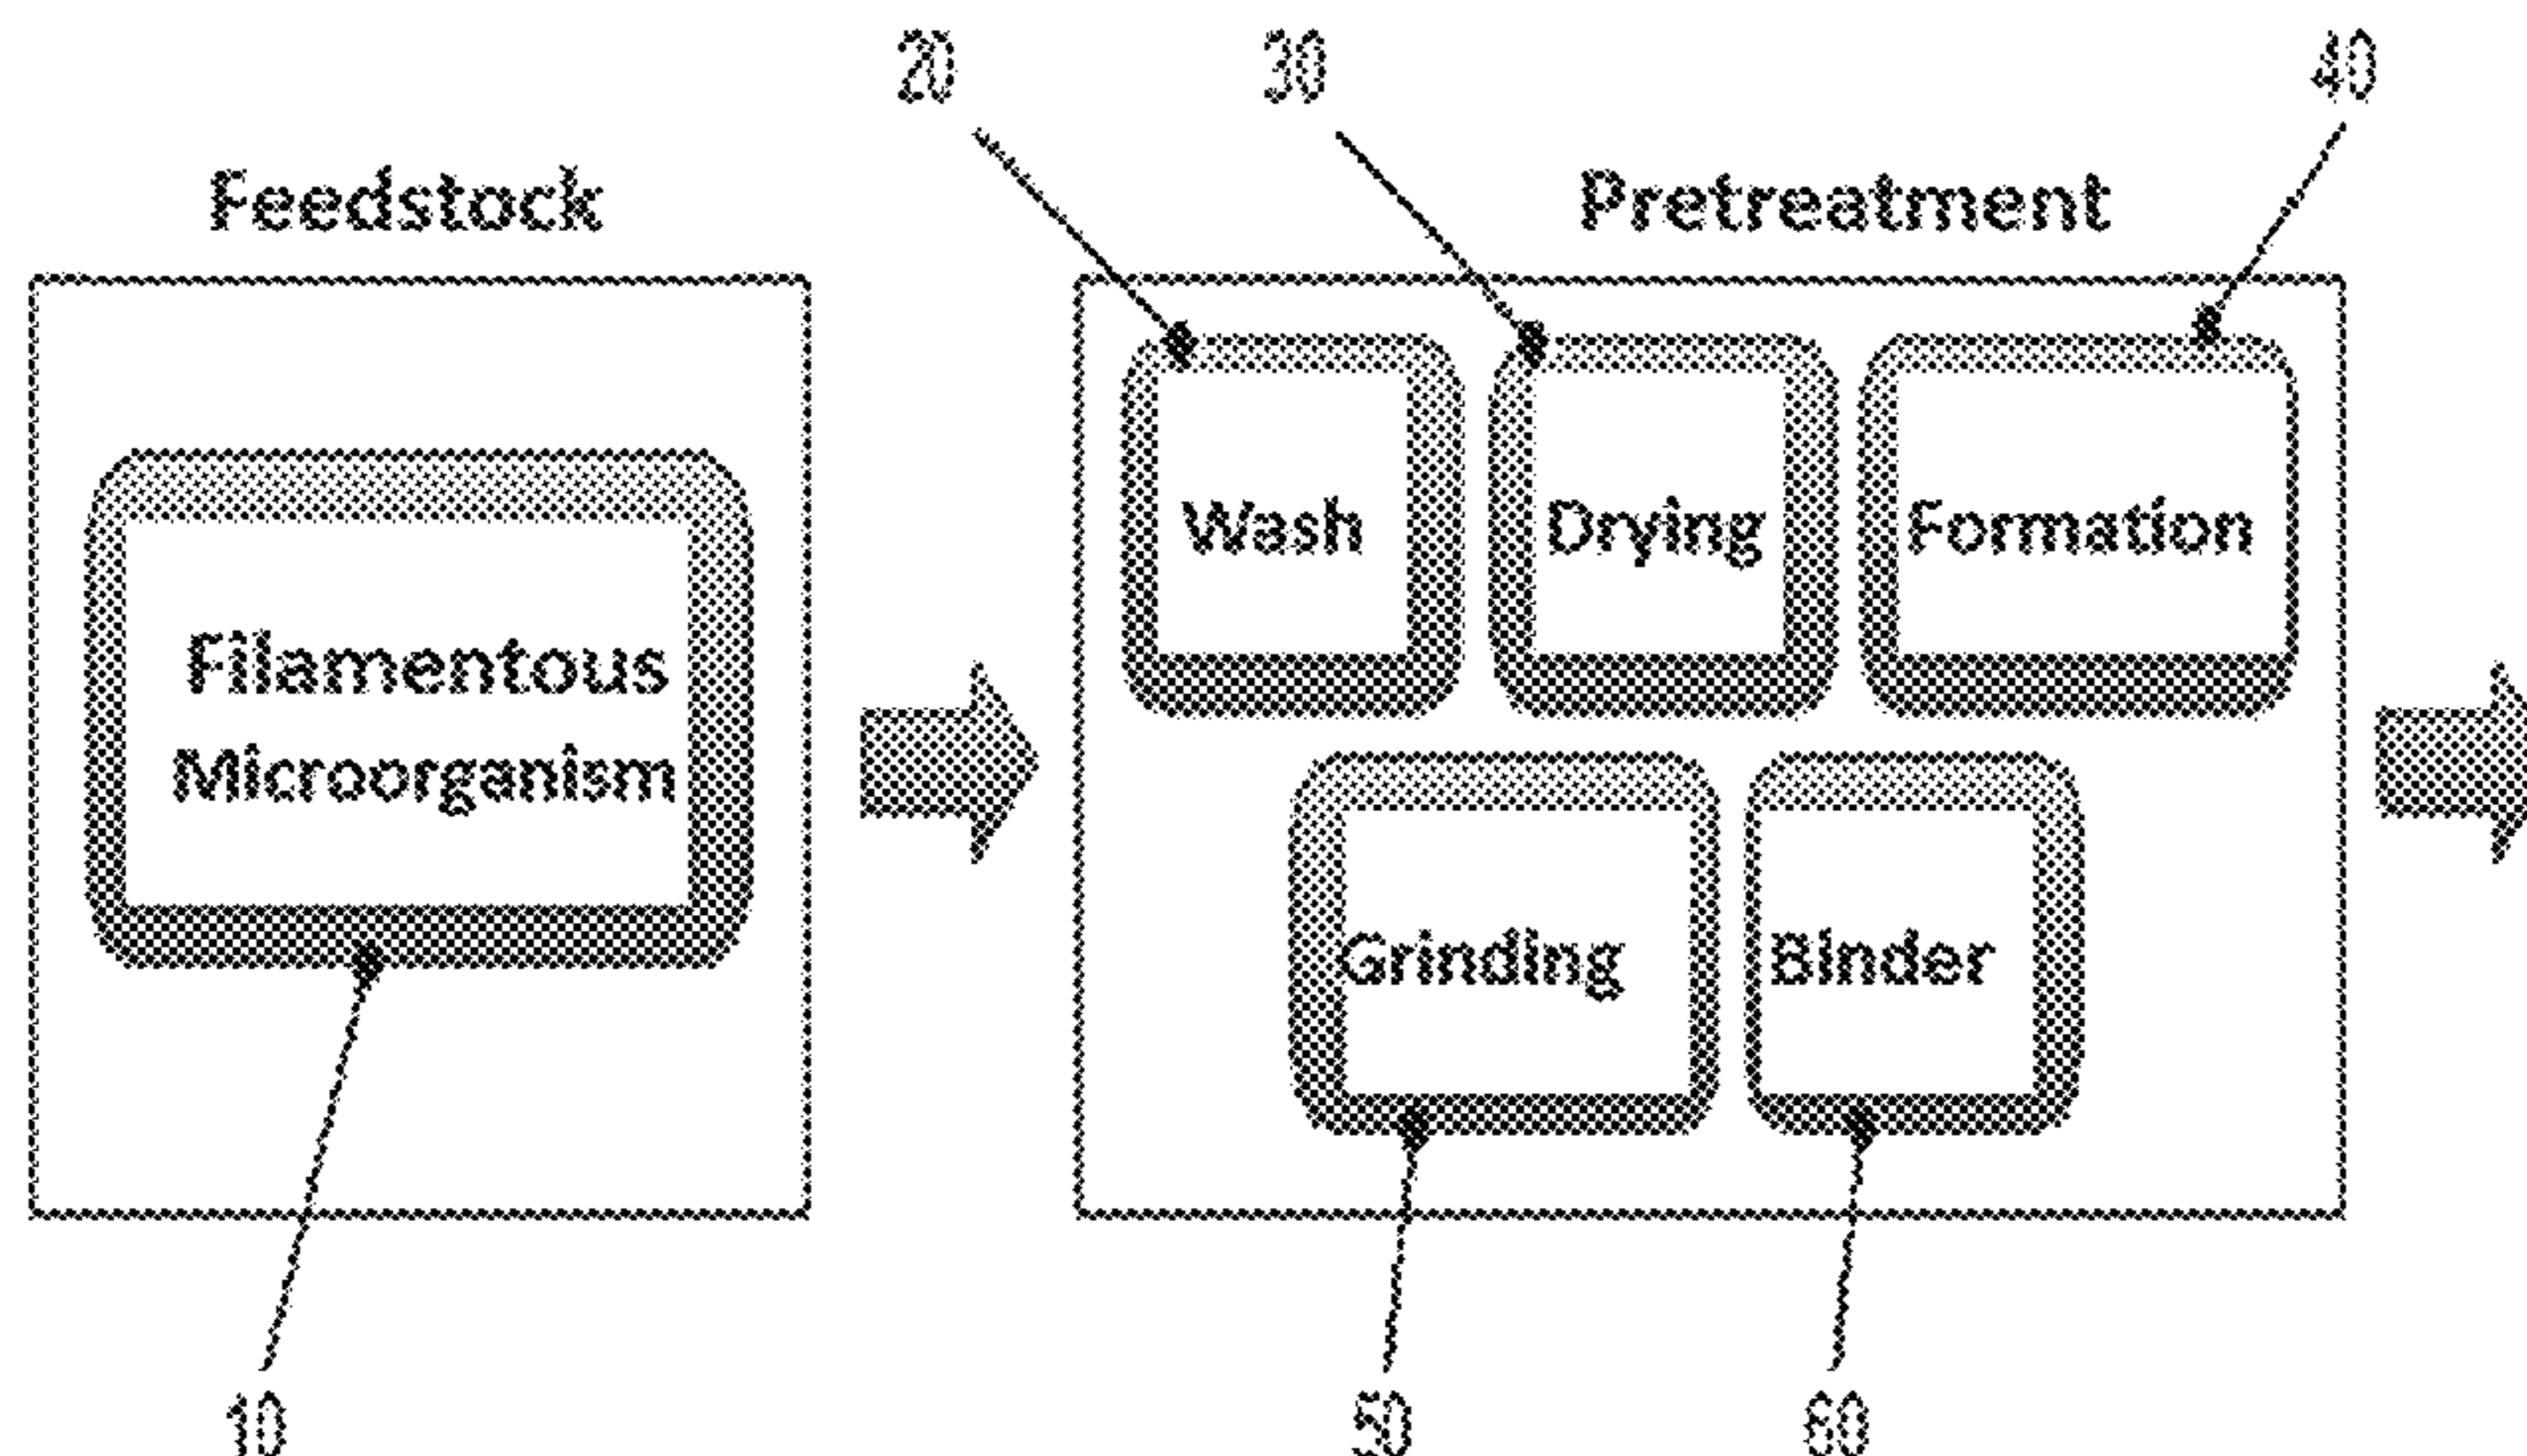 20
30
40
Feedstock
Pretreatment
Wash
Drying
Formation
Filamentous
Microorganism
Grinding
Binder
10
50
60